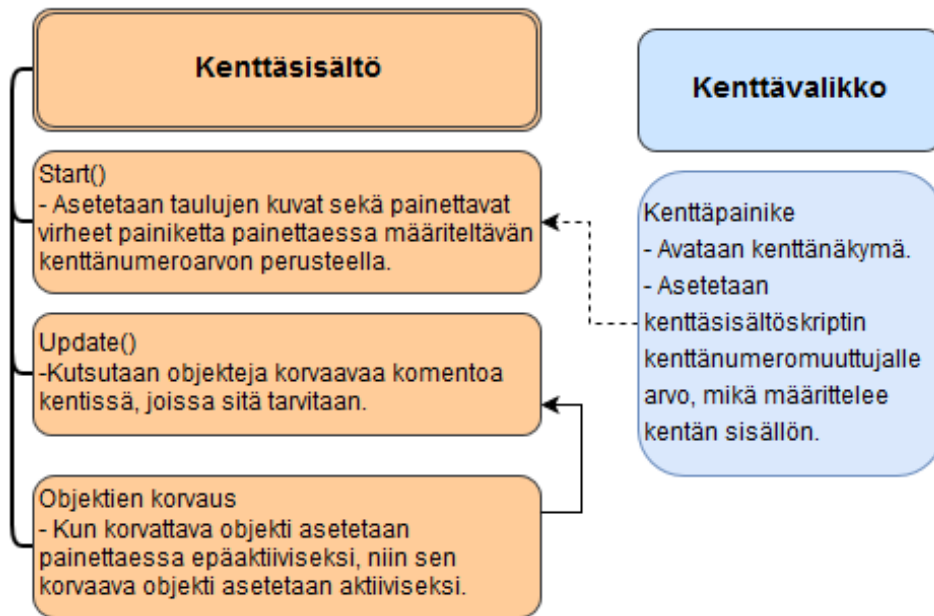 Kenttäsisältö
Start()
- Asetetaan taulujen kuvat sekä painettavat
virheet painiketta painettaessa määriteltävän
kenttänumeroarvon perusteella.
Update()
-Kutsutaan objekteja korvaavaa komentoa
kentissä, joissa sitä tarvitaan.
Objektien korvaus
- Kun korvattava objekti asetetaan
painettaessa epäaktiiviseksi, niin sen
korvaava objekti asetetaan aktiiviseksi.
Kenttävalikko
Kenttäpainike
- Avataan kenttänäkymä.
- Asetetaan
kenttäsisältöskriptin
kenttänumeromuuttujalle
arvo, mikä määrittelee
kentän sisällön.